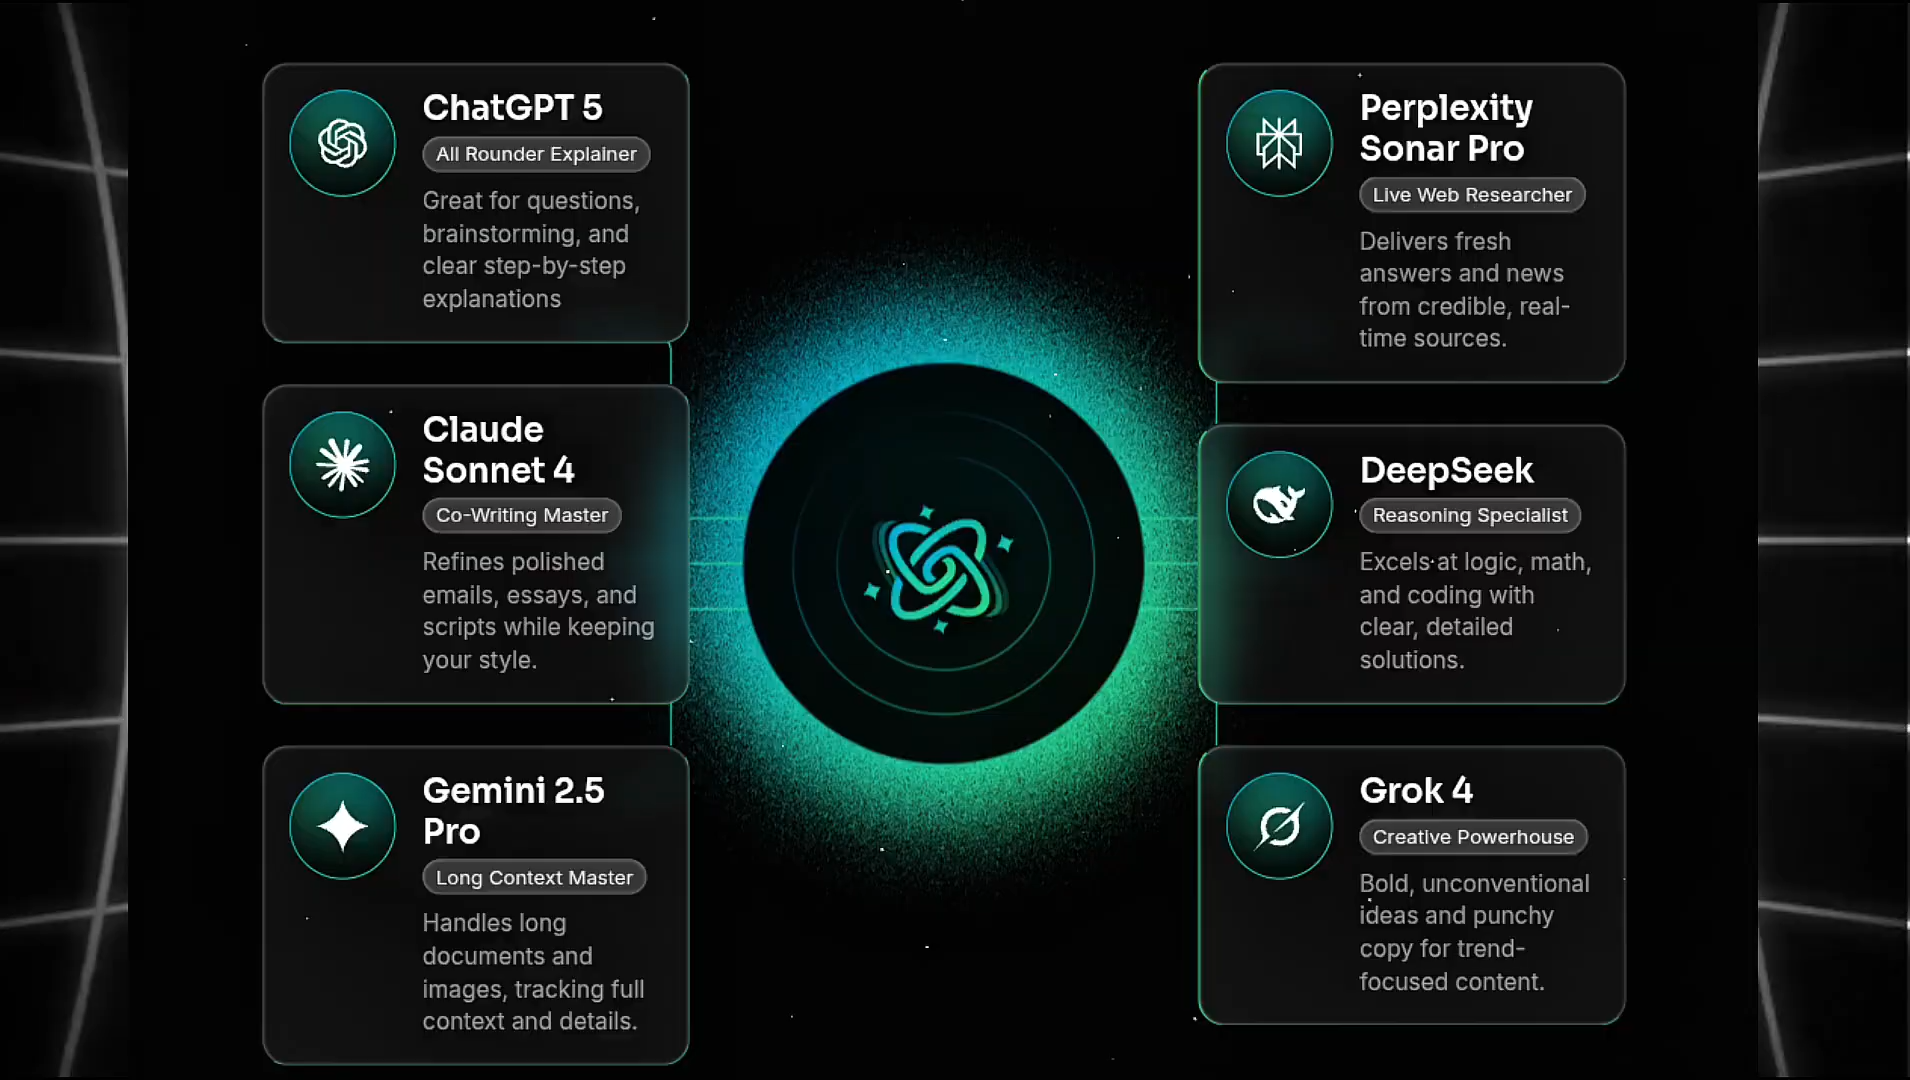 ChatGPT 5
All Rounder Explainer
Great for questions,
brainstorming, and
clear step-by-step
explanations
Claude
Sonnet 4
Co-Writing Master
Refines polished
emails, essays, and
scripts while keeping
your style.
Gemini 2.5
Pro
Long Context Master
Handles long
documents and
images, tracking full
context and details.
Perplexity
Sonar Pro
Live Web Researcher
Delivers fresh
answers and news
from credible, real-
time sources.
DeepSeek
Reasoning Specialist
Excels at logic, math,
and coding with
clear, detailed
solutions.
Grok 4
Creative Powerhouse
Bold, unconventional
ideas and punchy
copy for trend-
focused content.